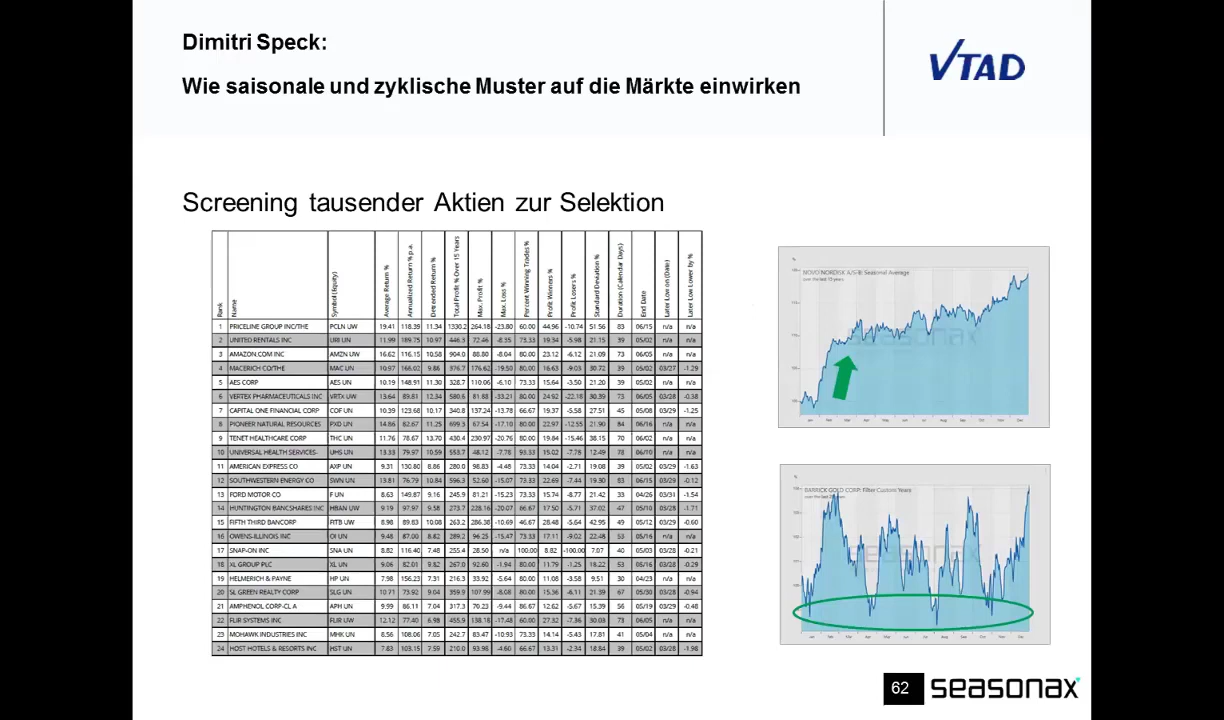 Dimitri Speck:
Wie saisonale und zyklische Muster auf die Märkte einwirken
VTAD
Screening tausender Aktien zur Selektion
Rank Name Symbol (Equity) Average Return % Annualized Return % p.a. Detrended Return % Total Profit % Over 15 Years Max. Profit % Max. Loss % Percent Winning Trades % Profit Winners % Profit Losers % Standard Deviation % Duration (Calendar Days) End Date Later Low on (Date) Later Low Lower by %
1 PRICELINE GROUP INC/THE PCLN UW 19.41 118.39 11.34 1330.2 264.18 -23.80 60.00 44.96 -10.74 51.56 83 06/15 n/a n/a
2 UNITED RENTALS INC URI UN 11.99 189.75 10.97 446.3 72.46 -8.35 73.33 19.34 -5.98 21.15 39 05/02 n/a n/a
3 AMAZON.COM INC AMZN UW 16.62 116.15 10.58 904.0 88.80 -8.04 80.00 23.12 -6.12 21.09 73 06/05 n/a n/a
4 MACERICH CO/THE MAC UN 10.97 166.02 9.86 376.7 176.62 -19.50 80.00 16.63 -9.03 30.72 39 05/02 03/27 -1.29
5 AES CORP AES UN 10.19 148.91 11.30 328.7 110.06 -6.10 73.33 15.64 -3.50 21.20 39 05/02 n/a n/a
6 VERTEX PHARMACEUTICALS INC VRTX UW 13.64 89.81 12.34 580.6 81.88 -33.21 80.00 24.92 -22.18 30.39 73 06/05 03/28 -0.38
7 CAPITAL ONE FINANCIAL CORP COF UN 10.39 123.68 10.17 340.8 137.24 -13.78 66.67 19.37 -5.58 27.51 45 05/08 03/29 -1.25
8 PIONEER NATURAL RESOURCES PXD UN 14.86 82.67 11.25 699.3 67.54 -17.10 80.00 22.97 -12.55 21.90 84 06/16 n/a n/a
9 TENET HEALTHCARE CORP THC UN 11.76 78.67 13.70 430.4 230.97 -20.76 80.00 19.84 -15.46 38.15 70 06/02 n/a n/a
10 UNIVERSAL HEALTH SERVICES- UHS UN 13.33 79.97 10.59 553.7 48.12 -7.78 93.33 15.02 -7.78 12.49 78 06/10 n/a n/a
11 AMERICAN EXPRESS CO AXP UN 9.31 130.80 8.86 280.0 98.83 -4.48 73.33 14.04 -2.71 19.08 39 05/02 03/29 -1.63
12 SOUTHWESTERN ENERGY CO SWN UN 13.81 76.79 10.84 596.3 52.60 -15.07 73.33 22.69 -7.44 19.30 83 06/15 03/29 -0.12
13 FORD MOTOR CO F UN 8.63 149.87 9.16 245.9 81.21 -15.23 73.33 15.74 -8.77 21.42 33 04/26 03/31 -1.54
14 HUNTINGTON BANCSHARES INC HBAN UW 9.19 97.97 9.58 273.7 228.16 -20.07 66.67 17.50 -5.71 37.02 47 05/10 03/28 -1.71
15 FIFTH THIRD BANCORP FITB UW 8.98 89.83 10.08 263.2 286.38 -10.69 46.67 28.48 -5.64 42.95 49 05/12 03/29 -0.60
16 OWENS-ILLINOIS INC OI UN 9.48 87.00 8.82 289.2 96.25 -15.47 73.33 17.11 -9.02 22.48 53 05/16 n/a n/a
17 SNAP-ON INC SNA UN 8.82 116.40 7.48 255.4 28.50 n/a 100.00 8.82 -100.00 7.07 40 05/03 03/28 -0.21
18 XL GROUP PLC XL UN 9.06 82.01 9.82 267.0 92.60 -1.94 80.00 11.79 -1.25 18.22 53 05/16 03/28 -0.29
19 HELMERICH & PAYNE HP UN 7.98 156.23 7.31 216.3 33.92 -5.64 80.00 11.08 -3.58 9.51 30 04/23 n/a n/a
20 SL GREEN REALTY CORP SLG UN 10.71 73.92 9.04 359.9 107.99 -8.08 80.00 15.36 -6.11 21.39 67 05/30 03/28 -0.94
21 AMPHENOL CORP-CL A APH UN 9.99 86.11 7.04 317.3 70.23 -9.44 86.67 12.62 -5.67 15.39 56 05/19 03/29 -0.48
22 FLIR SYSTEMS INC FLIR UW 12.12 77.40 6.98 455.9 138.18 -17.48 60.00 27.32 -7.36 30.03 73 06/05 n/a n/a
23 MOHAWK INDUSTRIES INC MHK UN 8.56 108.06 7.05 242.7 83.47 -10.93 73.33 14.14 -5.43 17.81 41 05/04 n/a n/a
24 HOST HOTELS & RESORTS INC HST UN 7.83 103.15 7.59 210.0 93.98 -4.60 66.67 13.31 -2.34 18.84 39 05/02 03/28 -1.98
NOVO NORDISK A/S-B: Seasonal Average
over the last 15 years
BARRICK GOLD CORP: Filter Custom Years
62 seasonax